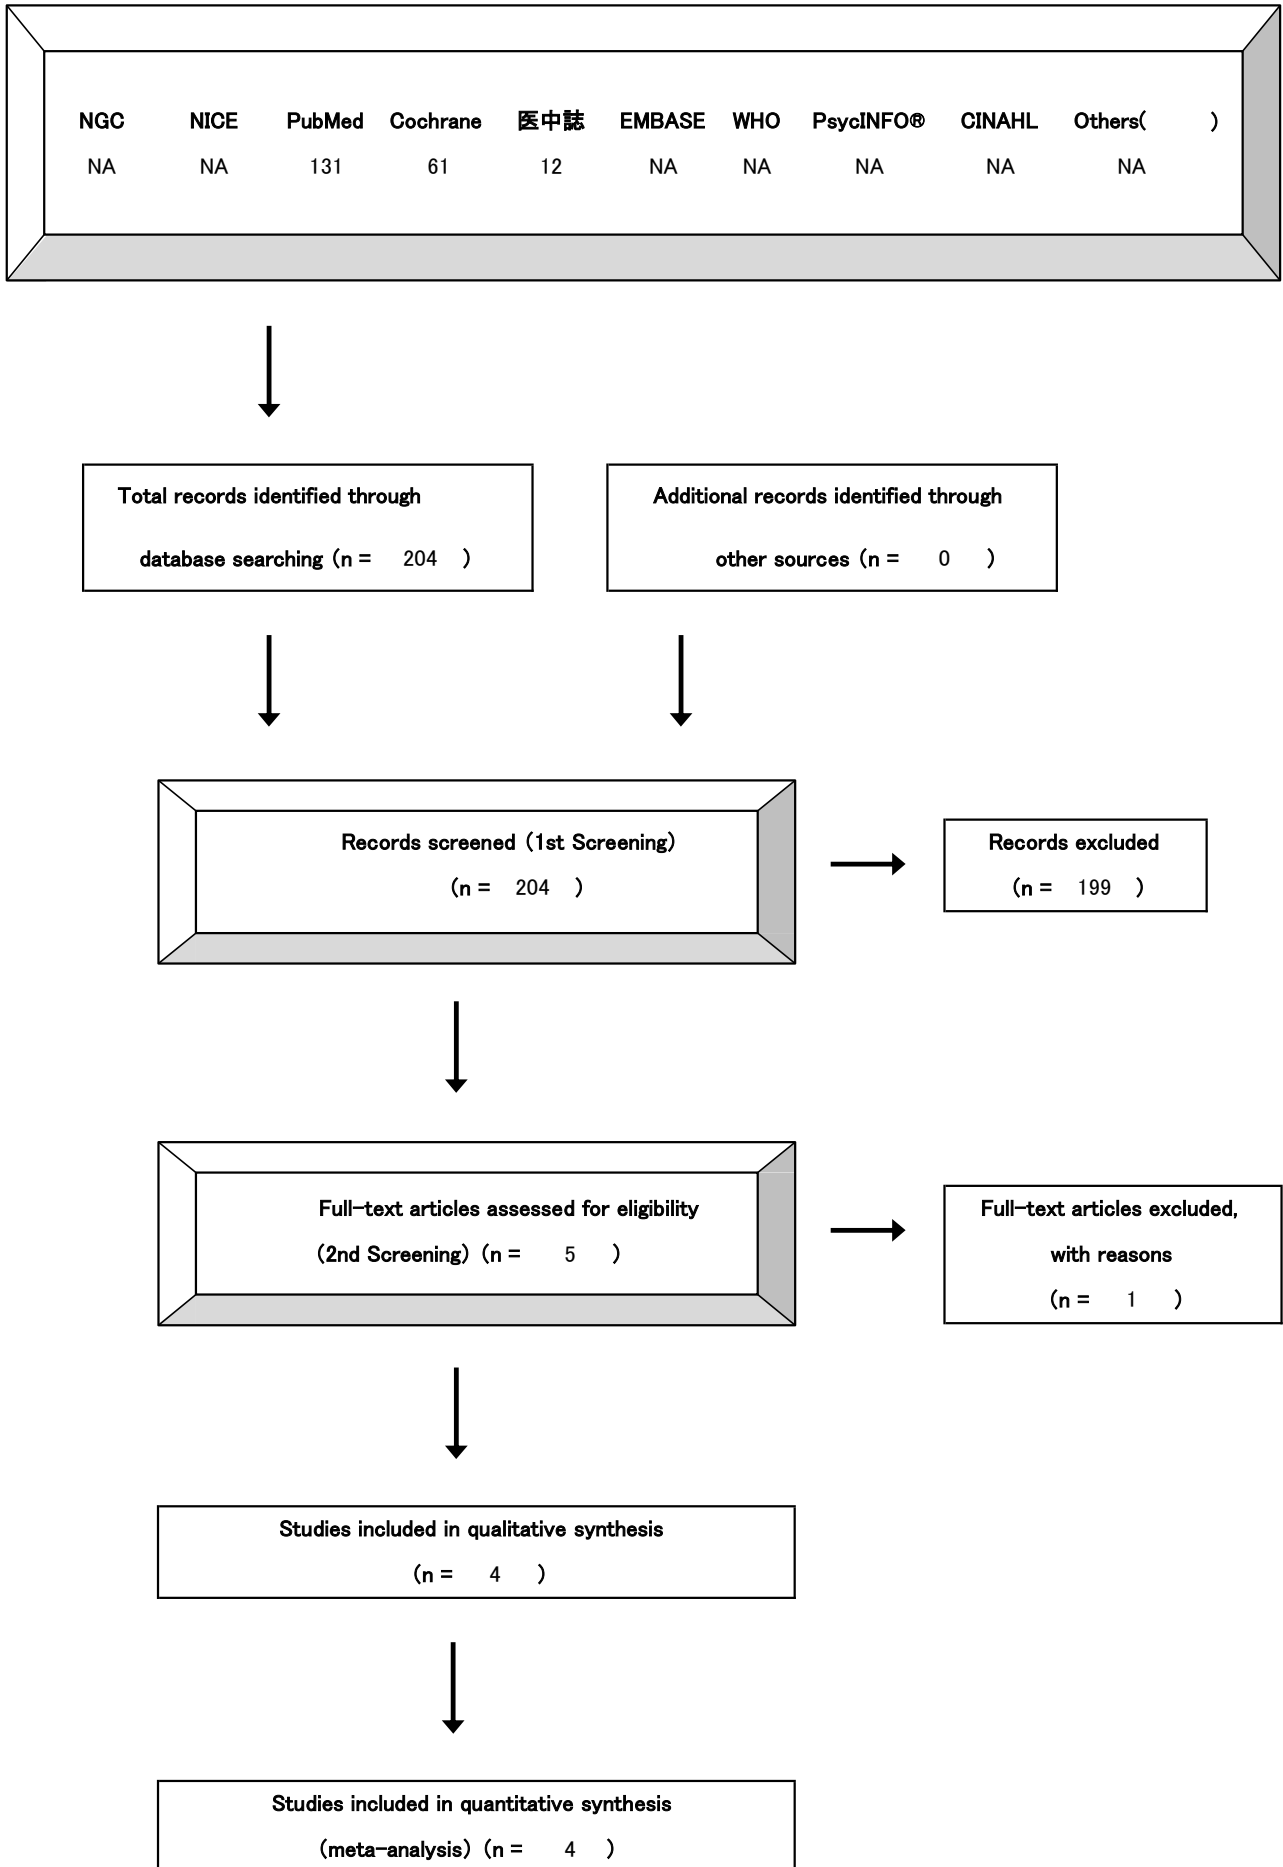 NGC NICE PubMed Cochrane 医中誌 EMBASE WHO PsycINFO® CINAHL Others( )
NA NA 131 61 12 NA NA NA NA NA
Total records identified through
database searching (n = 204 )
Additional records identified through
other sources (n = 0 )
Records screened (1st Screening)
(n = 204 )
Records excluded
(n = 199 )
Full-text articles assessed for eligibility
(2nd Screening) (n = 5 )
Full-text articles excluded,
with reasons
(n = 1 )
Studies included in qualitative synthesis
(n = 4 )
Studies included in quantitative synthesis
(meta-analysis) (n = 4 )